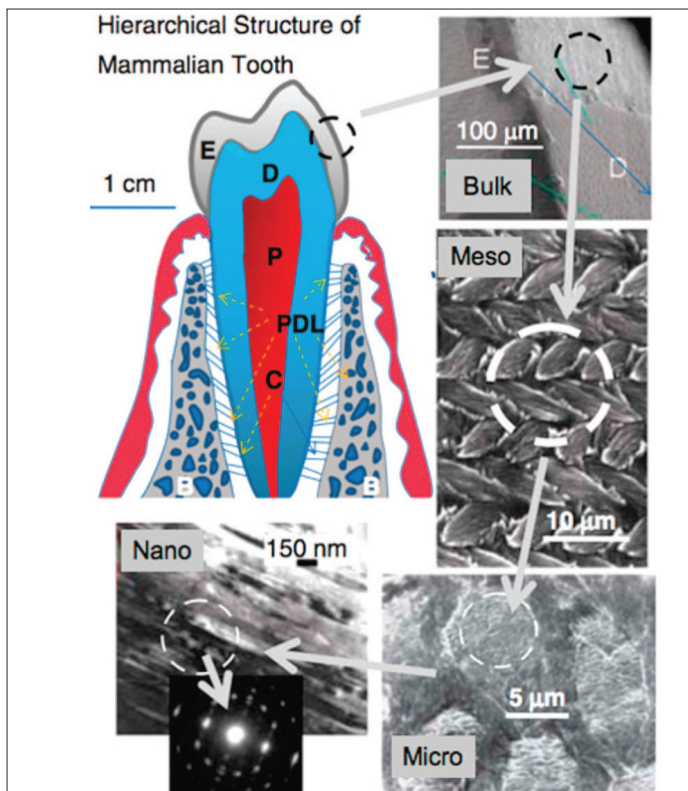 Hierarchical Structure of
Mammalian Tooth
E
D
1 cm
P
PDL
C
B
B
E
100 µm
D
Bulk
Meso
10 µm
Nano
150 nm
5 µm
Micro